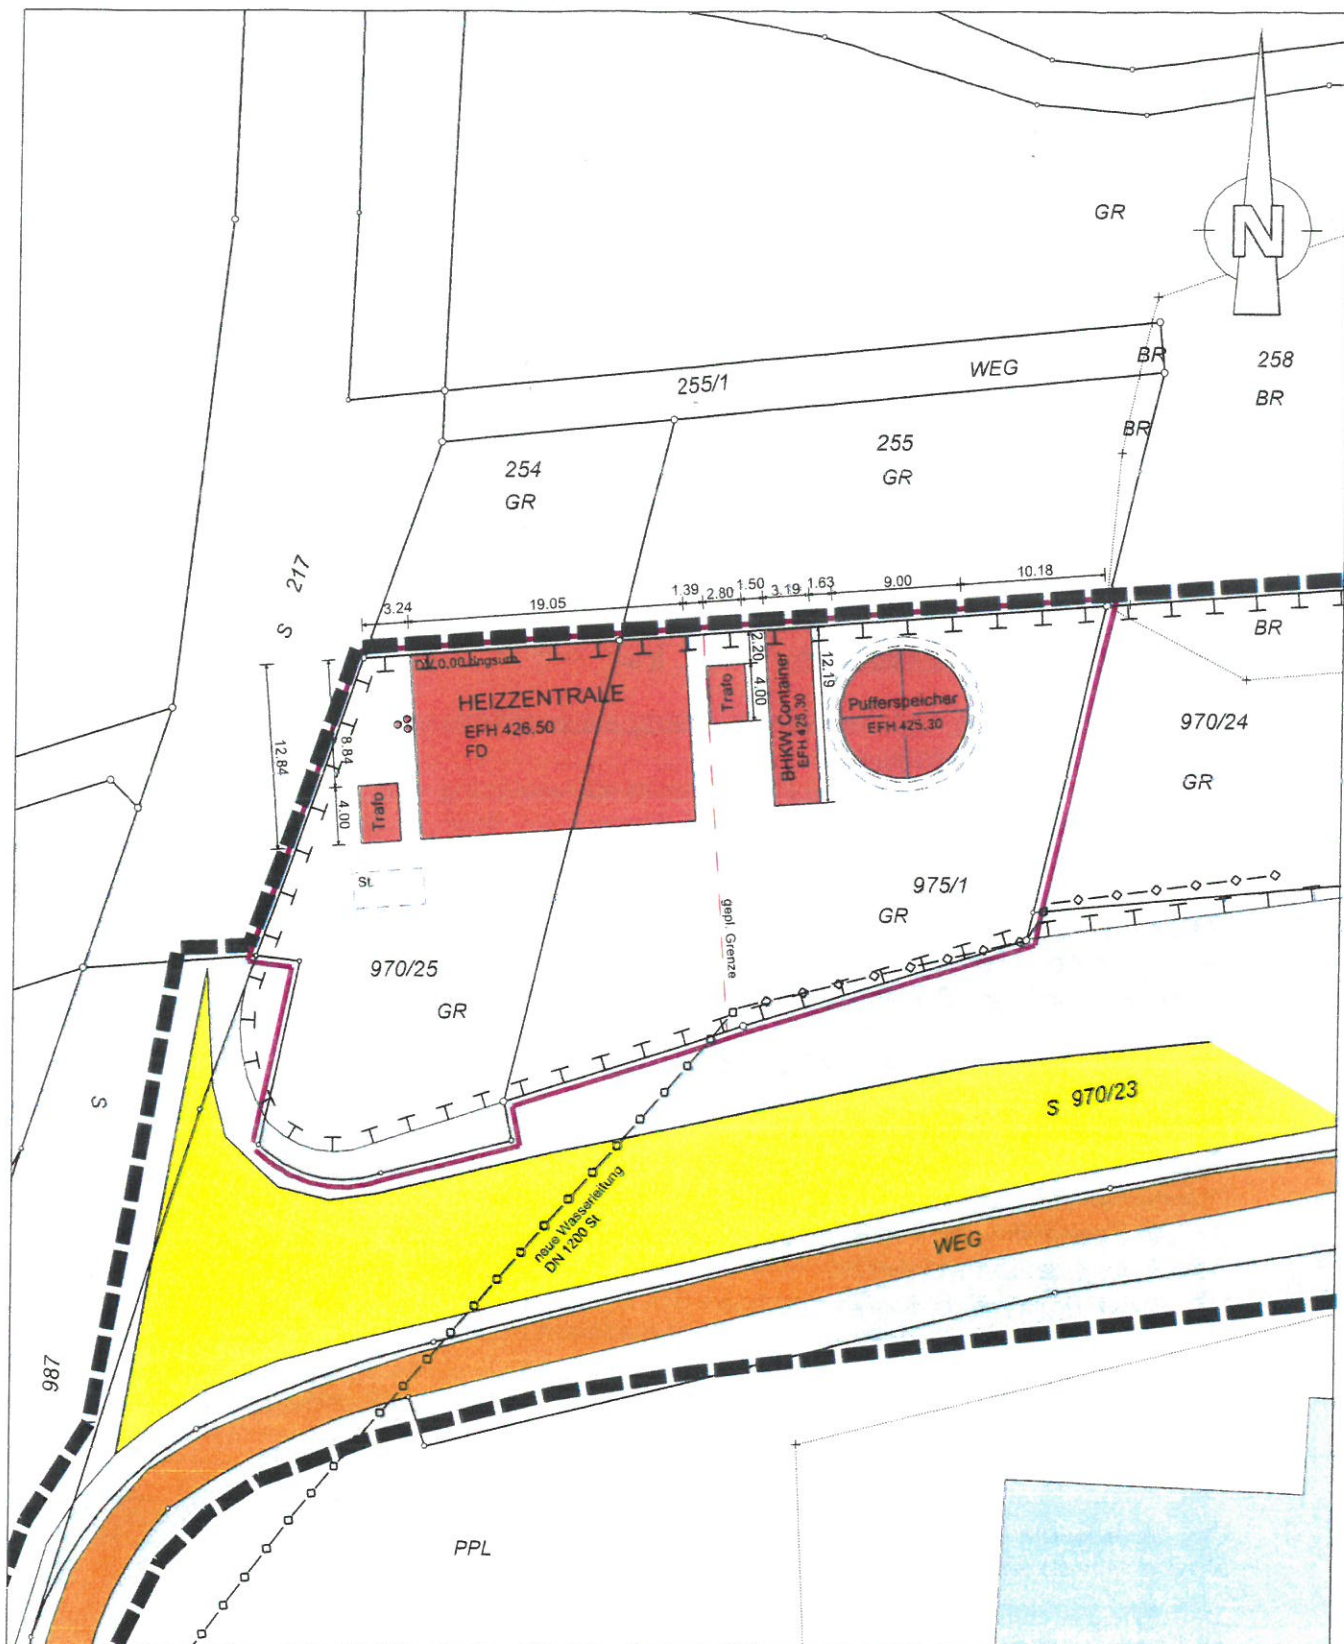 GR
N
BR
258
BR
BR
WEG
255/1
255
GR
254
GR
217
S
3.24
19.05
1.39
2.80
1.50
3.19
1.63
9.00
10.18
BR
HEIZZENTRALE
EFH 426.50
FD
Trafo
2.20
4.00
BHKW Container
EFH 425.30
12.19
Pufferspeicher
EFH 425.30
970/24
GR
12.84
8.84
4.00
Trafo
St.
975/1
GR
gepl. Grenze
970/25
GR
S
S 970/23
neue Wasserleitung
DN 1200 St
WEG
987
PPL